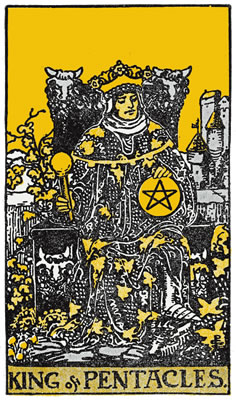 KING of PENTACLES.